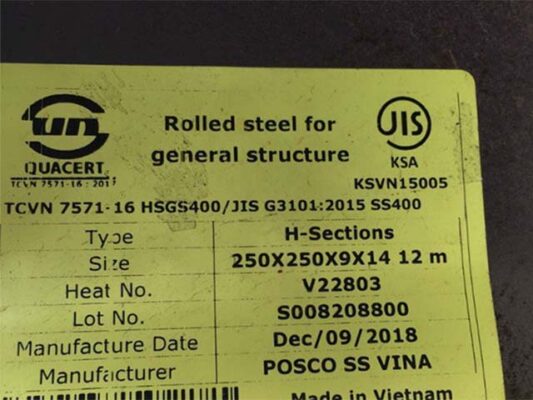 Rolled steel for
general structure
un
QUACERT
TCVN 7571-16 : 2017
JIS
KSA
KSVN15005
TCVN 7571-16 HSGS400/JIS G3101:2015 SS400
Type H-Sections
Size 250X250X9X14 12 m
Heat No. V22803
Lot No. S008208800
Manufacture Date Dec/09/2018
Manufacturer POSCO SS VINA
Made in Vietnam